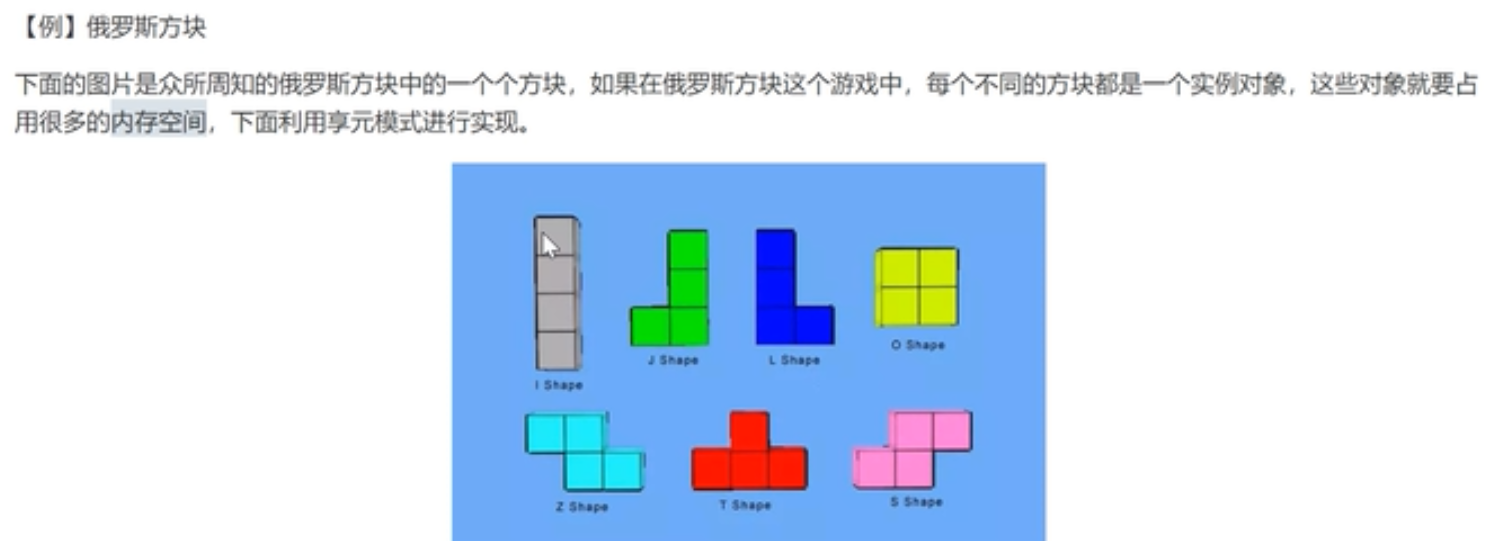 【例】俄罗斯方块
下面的图片是众所周知的俄罗斯方块中的一个个方块，如果在俄罗斯方块这个游戏中，每个不同的方块都是一个实例对象，这些对象就要占
用很多的内存空间，下面利用享元模式进行实现。
I Shape
J Shape
L Shape
O Shape
Z Shape
T Shape
S Shape